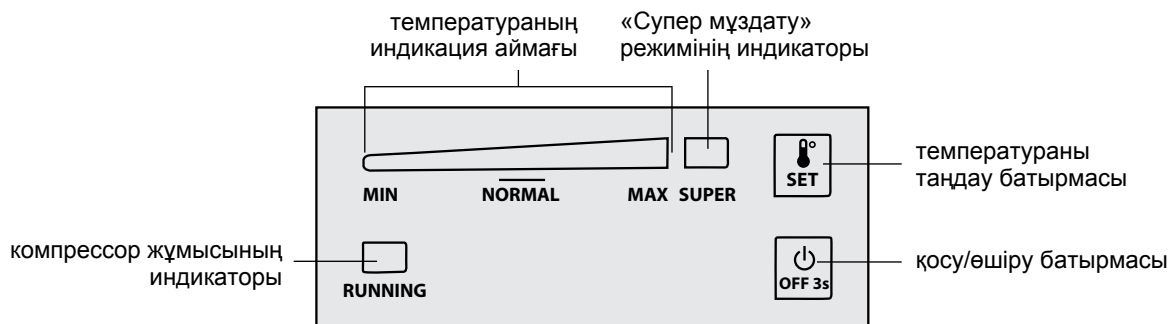 температураның
индикация аймағы
«Супер мұздату»
режимінің индикаторы
MIN
NORMAL
MAX
SUPER
SET
температураны
таңдау батырмасы
компрессор жұмысының
индикаторы
RUNNING
OFF 3s
қосу/өшіру батырмасы